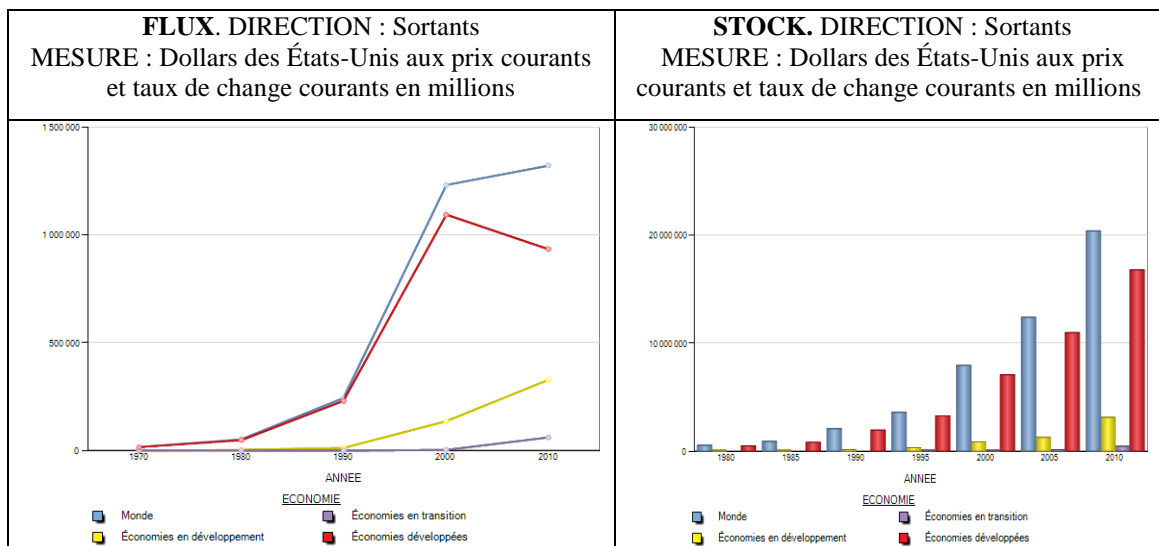 FLUX. DIRECTION : Sortants
MESURE : Dollars des États-Unis aux prix courants
et taux de change courants en millions
STOCK. DIRECTION : Sortants
MESURE : Dollars des États-Unis aux prix
courants et taux de change courants en millions
1 500 000
1 000 000
500 000
0
1970 1980 1990 2000 2010
ANNEE
ECONOMIE
Monde
Économies en transition
Économies en développement
Économies développées
30 000 000
20 000 000
10 000 000
0
1980 1985 1990 1995 2000 2005 2010
ANNEE
ECONOMIE
Monde
Économies en transition
Économies en développement
Économies développées